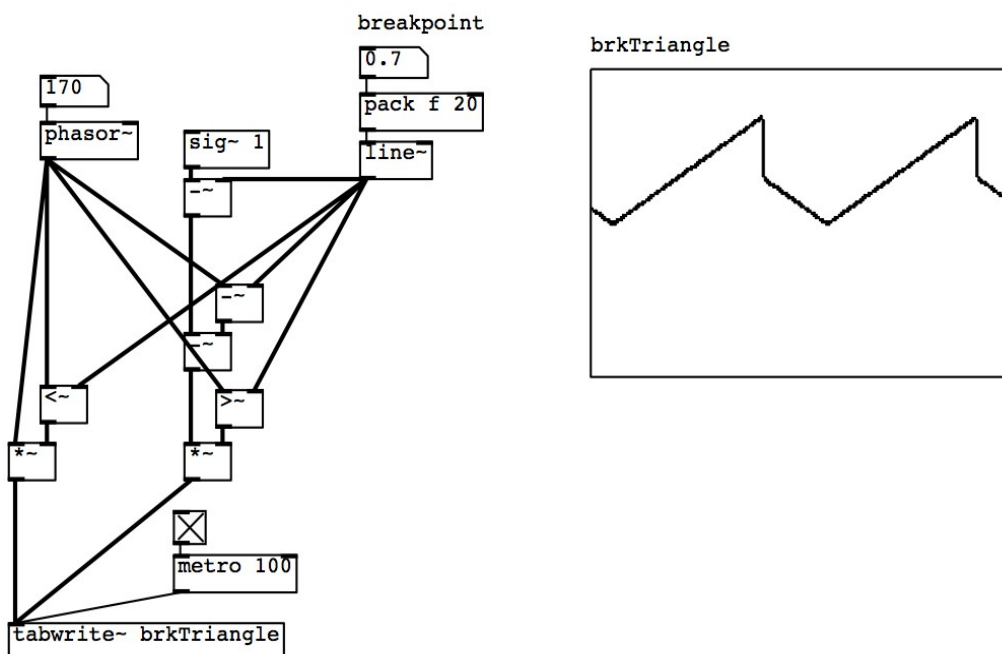 breakpoint
0.7
brkTriangle
170
pack f 20
phasor~
sig~ 1
line~
-~
-~
-~
<~
>~
*~
*~
metro 100
tabwrite~ brkTriangle